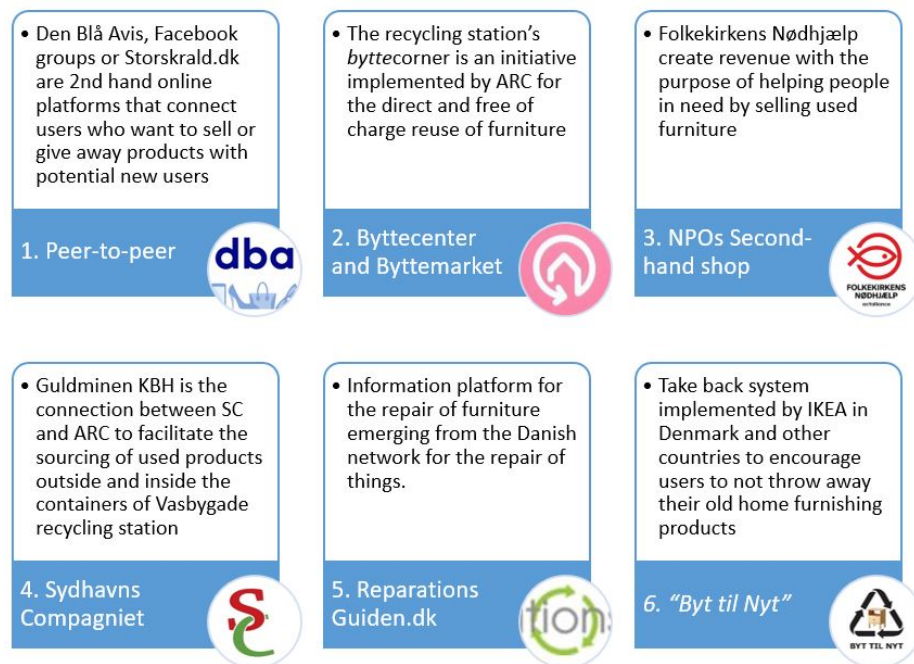 • Den Blå Avis, Facebook
groups or Storskrald.dk
are 2nd hand online
platforms that connect
users who want to sell or
give away products with
potential new users
1. Peer-to-peer
dba
• The recycling station’s
byttecorner is an initiative
implemented by ARC for
the direct and free of
charge reuse of furniture
2. Byttecenter
and Byttemarket
• Folkekirkens Nødhjælp
create revenue with the
purpose of helping people
in need by selling used
furniture
3. NPOs Second-
hand shop
FOLKEKIRKENS
NØDHJÆLP
actalliance
• Guldminen KBH is the
connection between SC
and ARC to facilitate the
sourcing of used products
outside and inside the
containers of Vasbygade
recycling station
4. Sydhavns
Compagniet
SC
• Information platform for
the repair of furniture
emerging from the Danish
network for the repair of
things.
5. Reparations
Guiden.dk
tions
• Take back system
implemented by IKEA in
Denmark and other
countries to encourage
users to not throw away
their old home furnishing
products
6. “Byt til Nyt”
BYT TIL NYT